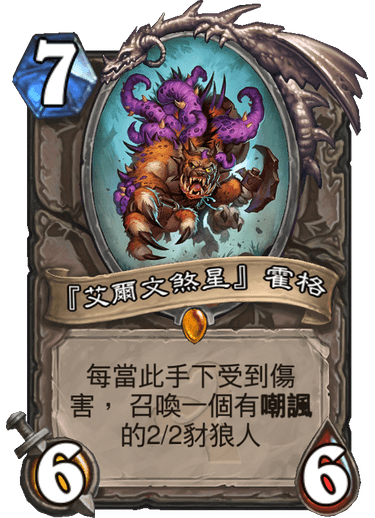 7
『艾爾文煞星』霍格
每當此手下受到傷
害，召喚一個有嘲諷
的2/2豺狼人
6
6